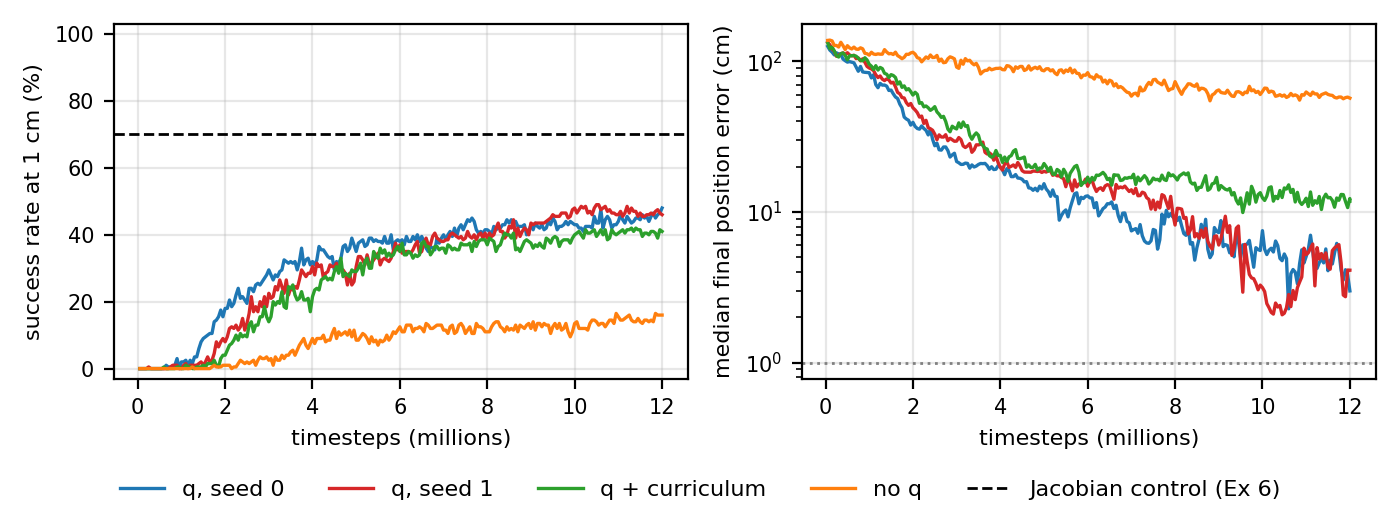 success rate at 1 cm (%)
100
80
60
40
20
0
0 2 4 6 8 10 12
timesteps (millions)
median final position error (cm)
10²
10¹
10⁰
0 2 4 6 8 10 12
timesteps (millions)
q, seed 0 q, seed 1 q + curriculum no q Jacobian control (Ex 6)